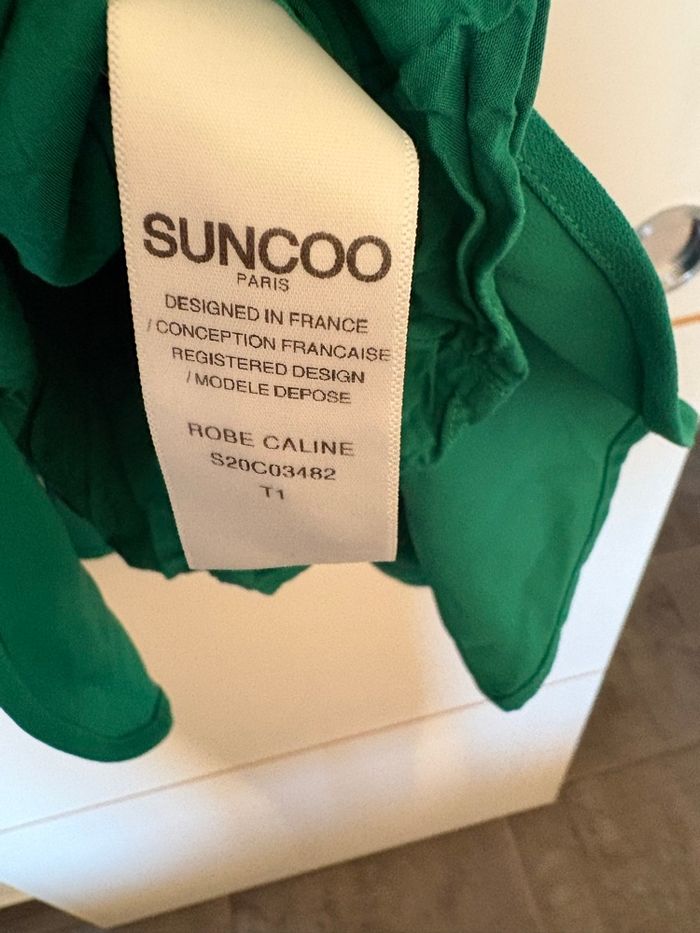 SUNCOO
PARIS
DESIGNED IN FRANCE
/ CONCEPTION FRANCAISE
REGISTERED DESIGN
/ MODELE DEPOSE
ROBE CALINE
S20C03482
T1